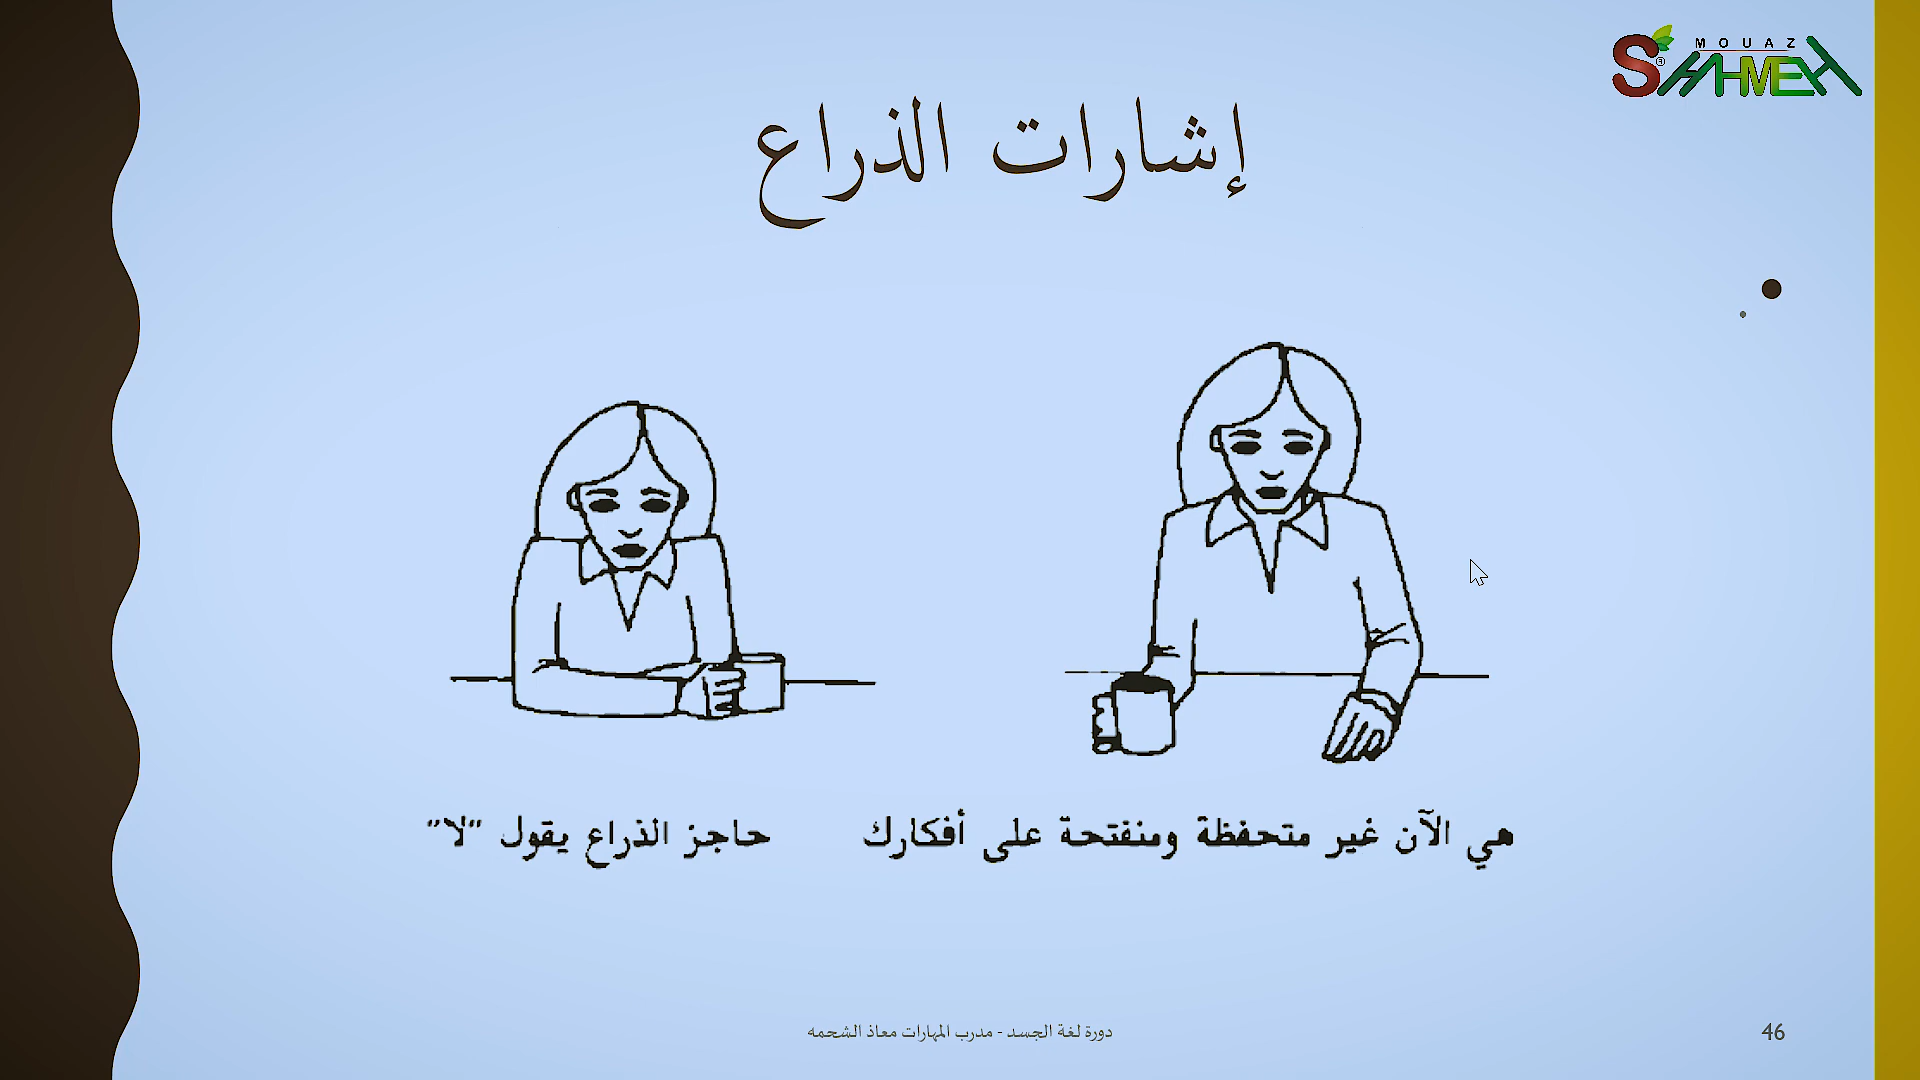 MOUAZ
SHAHMEH
إشارات الذراع
هي الآن غير متحفظة ومنفتحة على أفكارك
حاجز الذراع يقول "لا"
دورة لغة الجسد - مدرب المهارات معاذ الشحمه
46